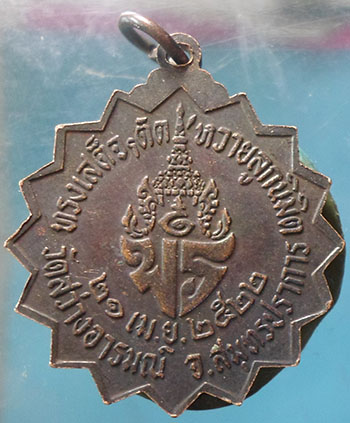 ทรงเสด็จตัดหวายลูกนิมิต
๒๑ เม.ย. ๒๕๒๒
วัดสว่างอารมณ์ จ.สมุทรปราการ